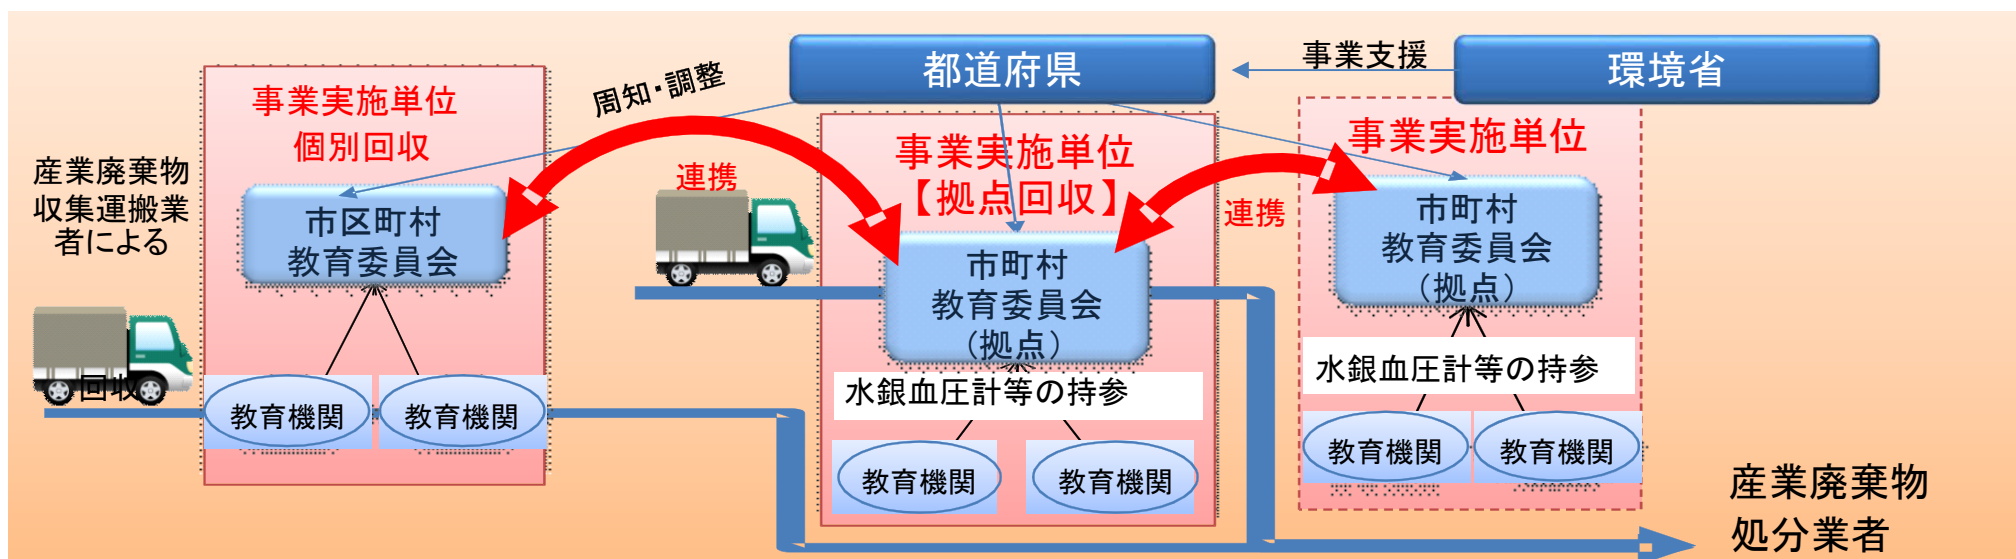 都道府県
事業支援
環境省
周知・調整
事業実施単位
個別回収
産業廃棄物
収集運搬業
者による
回収
市区町村
教育委員会
教育機関
教育機関
連携
事業実施単位
【拠点回収】
市町村
教育委員会
（拠点）
水銀血圧計等の持参
教育機関
教育機関
連携
事業実施単位
市町村
教育委員会
（拠点）
水銀血圧計等の持参
教育機関
教育機関
産業廃棄物
処分業者